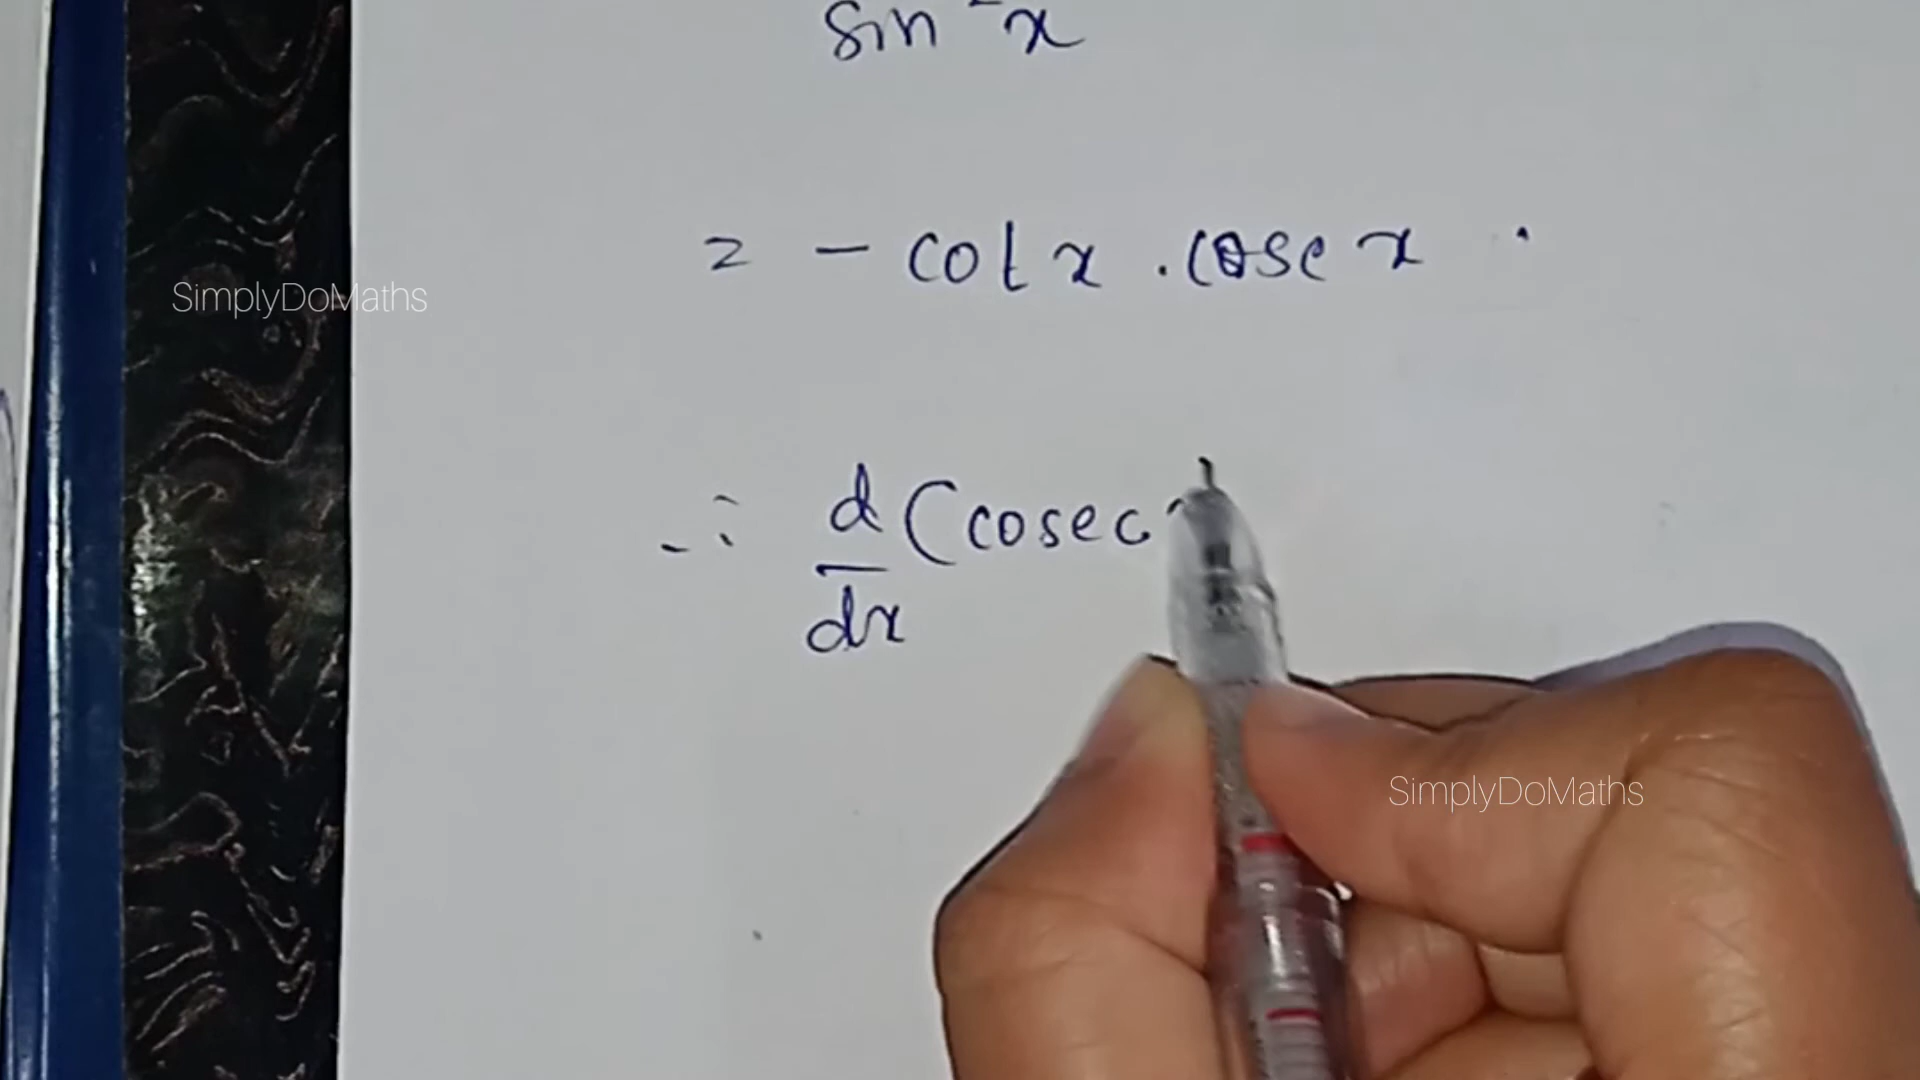 sin²x
= - cot x . cosec x .
SimplyDoMaths
∴ d/dx (cosec x
SimplyDoMaths